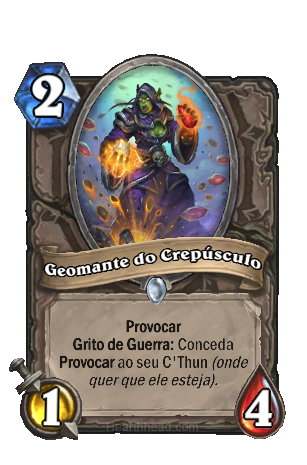 2
Geomante do Crepúsculo
Provocar
Grito de Guerra: Conceda
Provocar ao seu C'Thun (onde
quer que ele esteja).
1
4